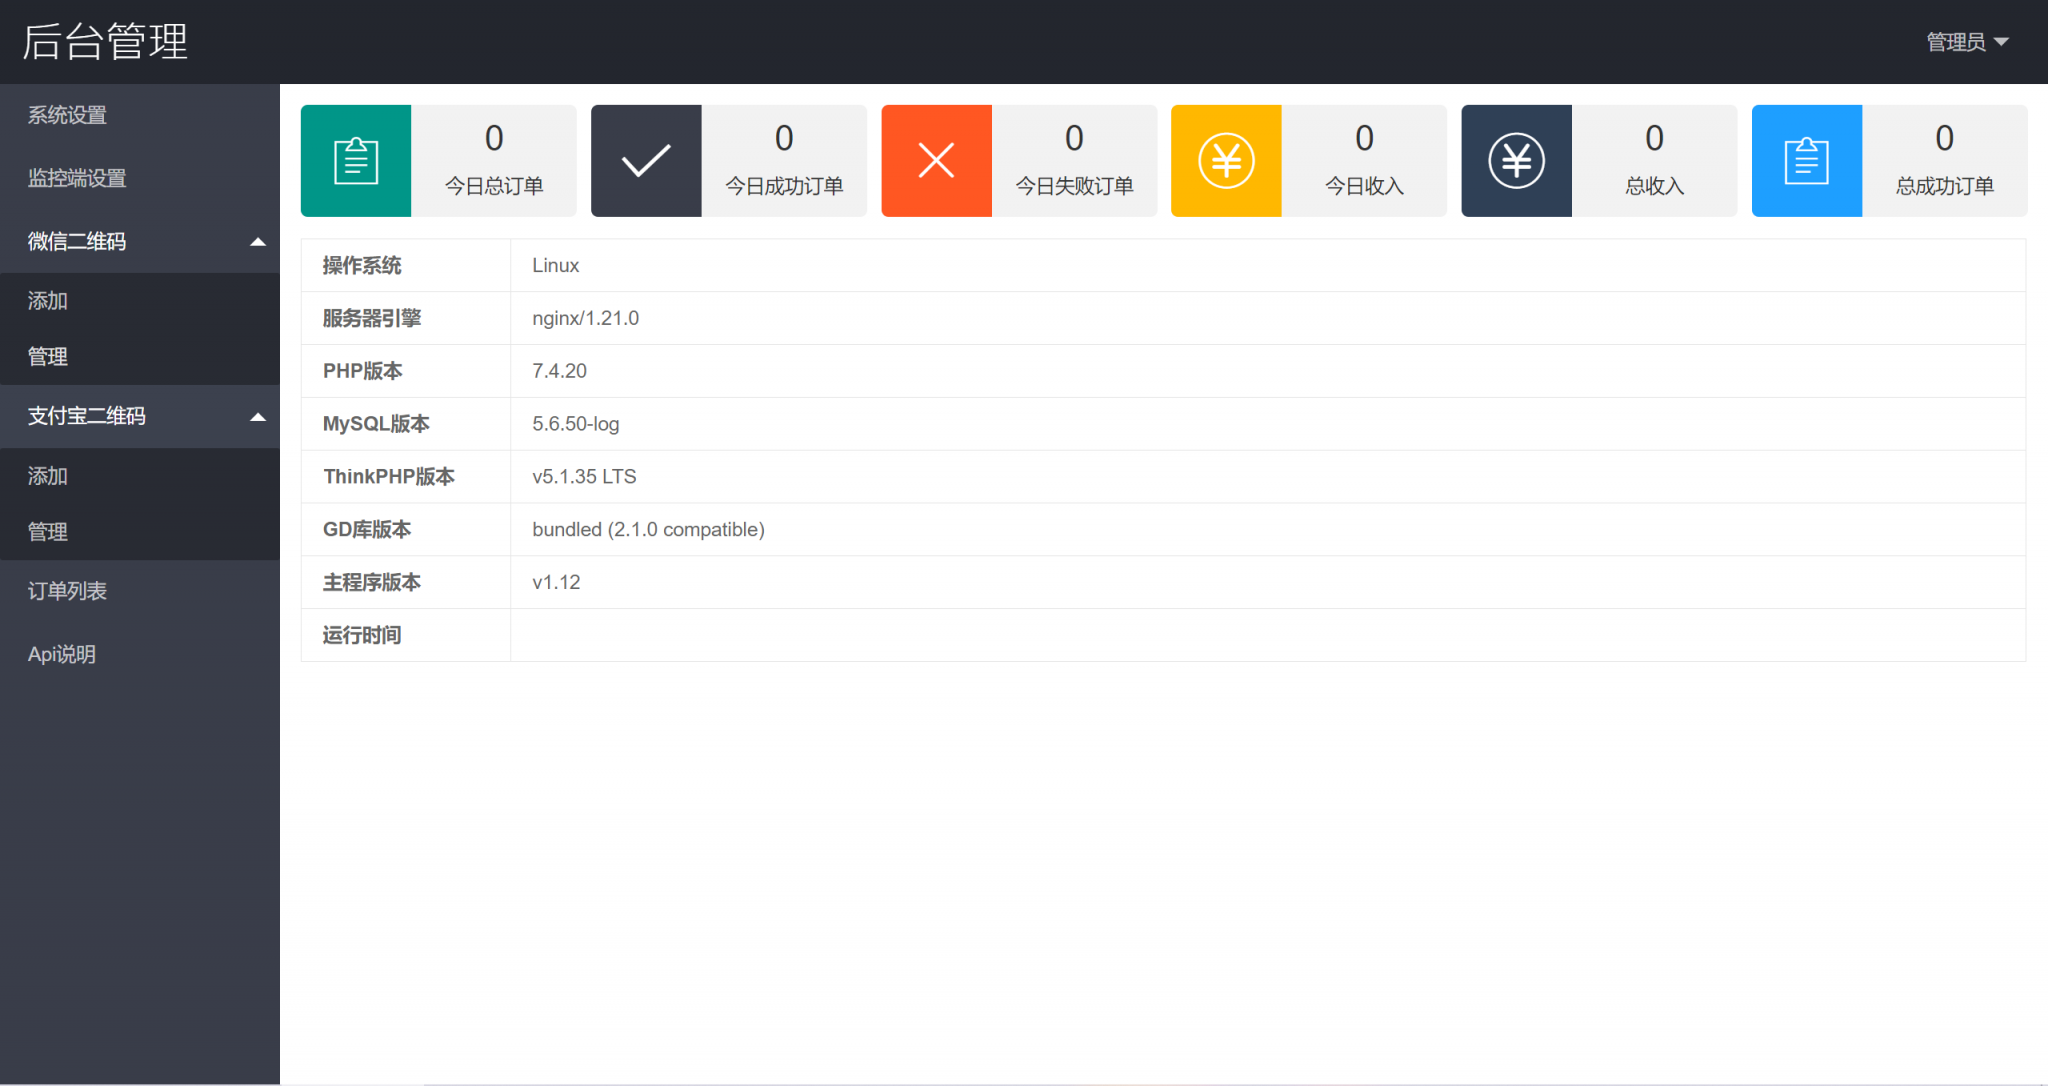 后台管理
管理员
系统设置
监控端设置
微信二维码
添加
管理
支付宝二维码
添加
管理
订单列表
Api说明
0
今日总订单
0
今日成功订单
0
今日失败订单
¥
0
今日收入
¥
0
总收入
0
总成功订单
操作系统 Linux
服务器引擎 nginx/1.21.0
PHP版本 7.4.20
MySQL版本 5.6.50-log
ThinkPHP版本 v5.1.35 LTS
GD库版本 bundled (2.1.0 compatible)
主程序版本 v1.12
运行时间